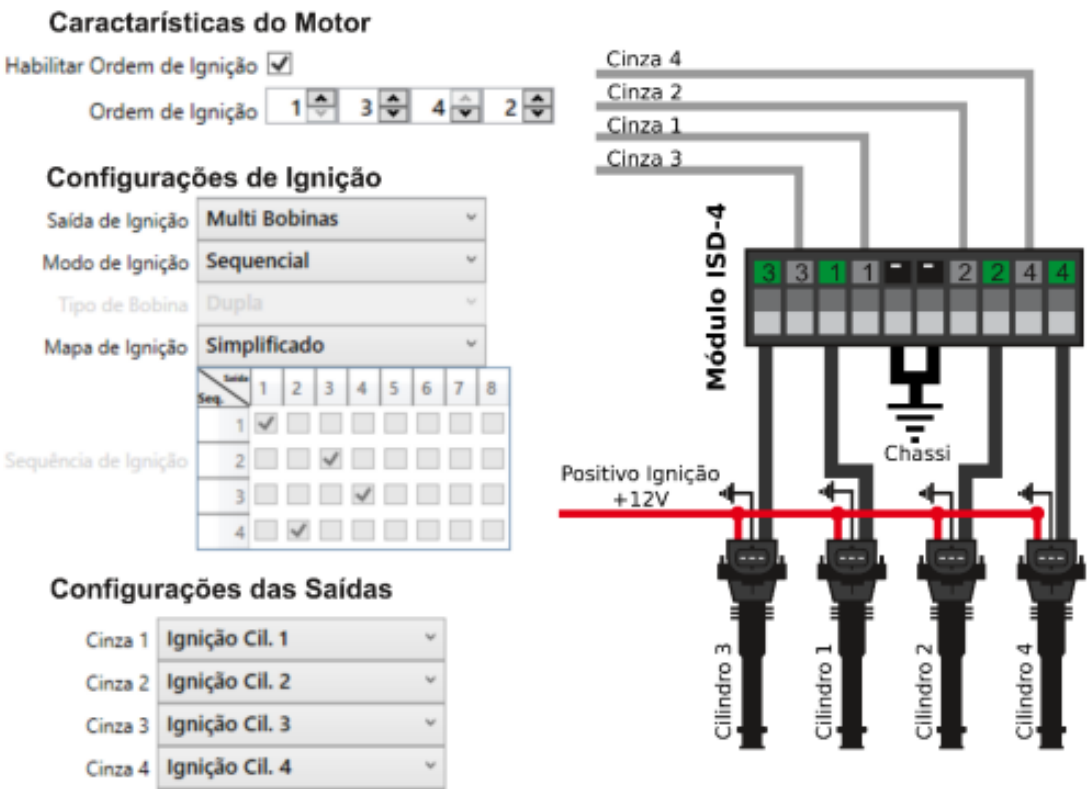 Caractarísticas do Motor
Habilitar Ordem de Ignição
Ordem de Ignição 1 3 4 2
Configurações de Ignição
Saída de Ignição Multi Bobinas
Modo de Ignição Sequencial
Tipo de Bobina Dupla
Mapa de Ignição Simplificado
Saída
Seq. 1 2 3 4 5 6 7 8
1
Sequência de Ignição 2
3
4
Configurações das Saídas
Cinza 1 Ignição Cil. 1
Cinza 2 Ignição Cil. 2
Cinza 3 Ignição Cil. 3
Cinza 4 Ignição Cil. 4
Cinza 4
Cinza 2
Cinza 1
Cinza 3
Módulo ISD-4
3 3 1 1 - - 2 2 4 4
Chassi
Positivo Ignição
+12V
Cilindro 3
Cilindro 1
Cilindro 2
Cilindro 4